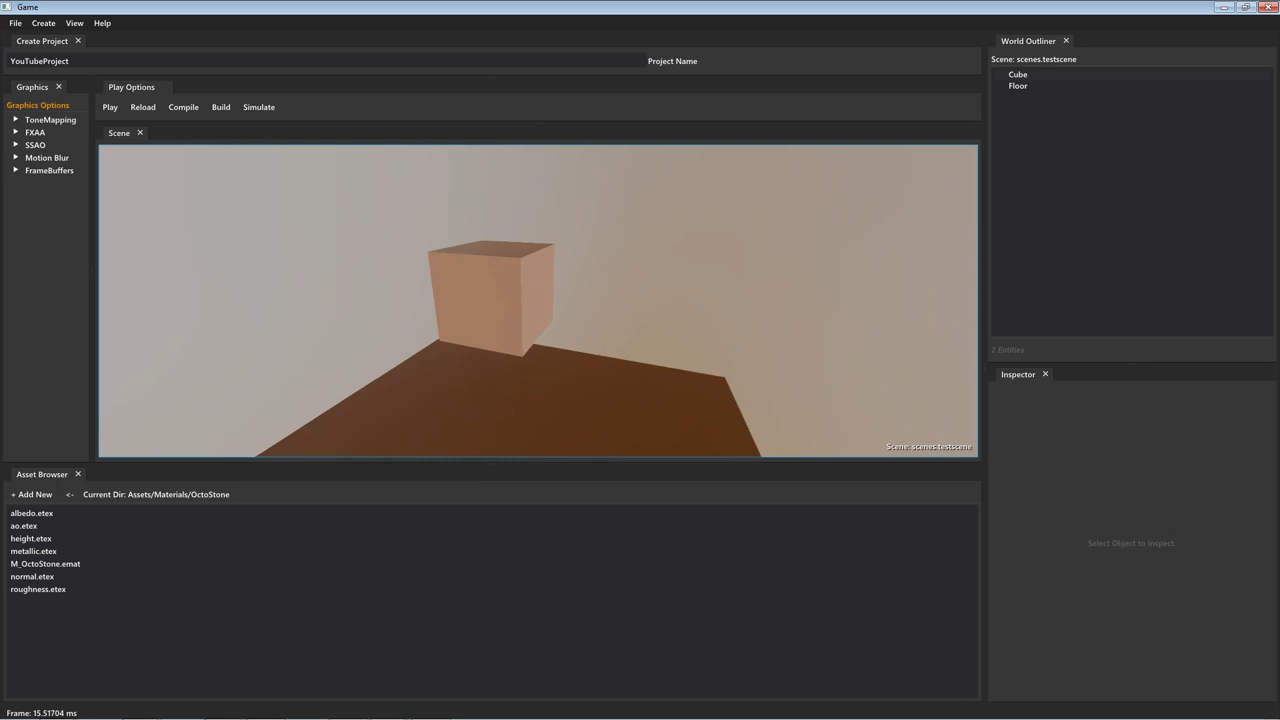 Game
File Create View Help
Create Project
YouTubeProject Project Name
Graphics
Graphics Options
ToneMapping
FXAA
SSAO
Motion Blur
FrameBuffers
Play Options
Play Reload Compile Build Simulate
Scene
Scene: scenes.testscene
World Outliner
Scene: scenes.testscene
Cube
Floor
2 Entities
Inspector
Select Object to Inspect.
Asset Browser
+ Add New <- Current Dir: Assets/Materials/OctoStone
albedo.etex
ao.etex
height.etex
metallic.etex
M_OctoStone.emat
normal.etex
roughness.etex
Frame: 15.51704 ms